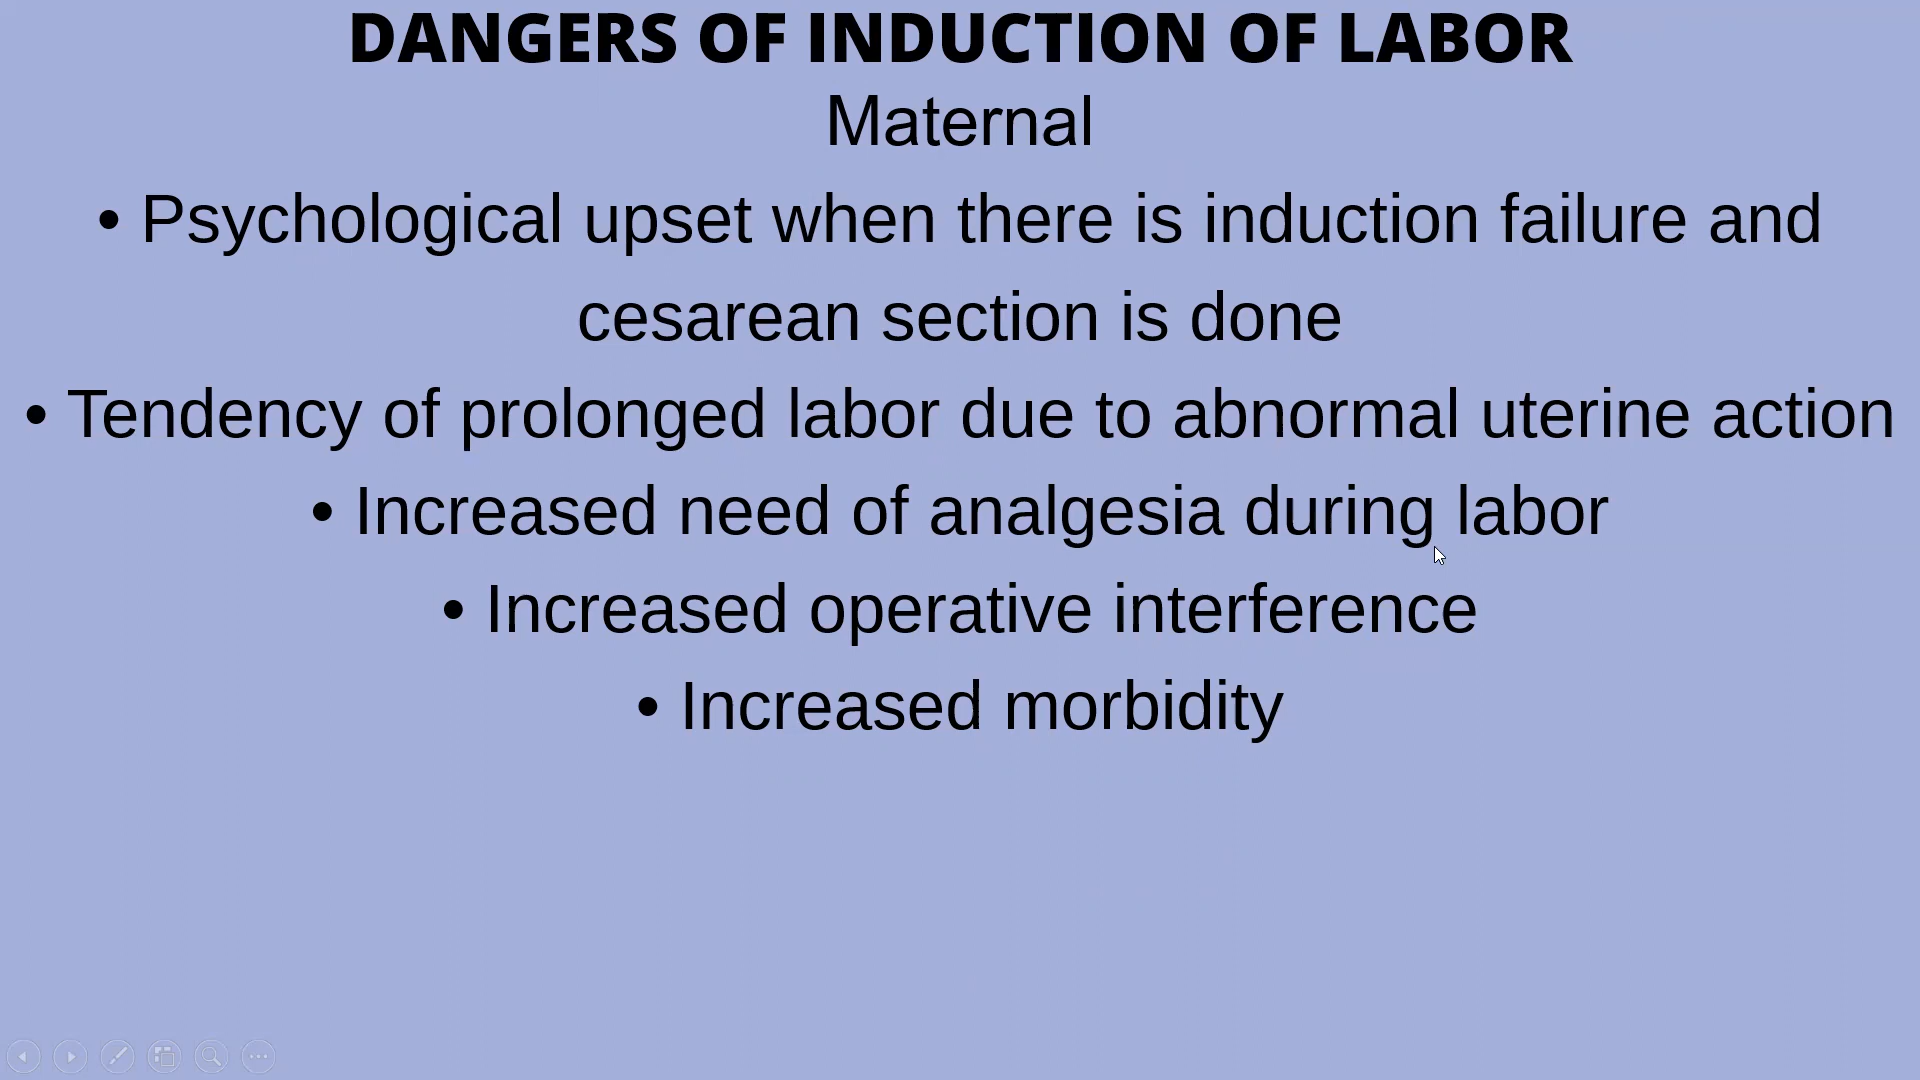 DANGERS OF INDUCTION OF LABOR
Maternal
• Psychological upset when there is induction failure and
cesarean section is done
• Tendency of prolonged labor due to abnormal uterine action
• Increased need of analgesia during labor
• Increased operative interference
• Increased morbidity